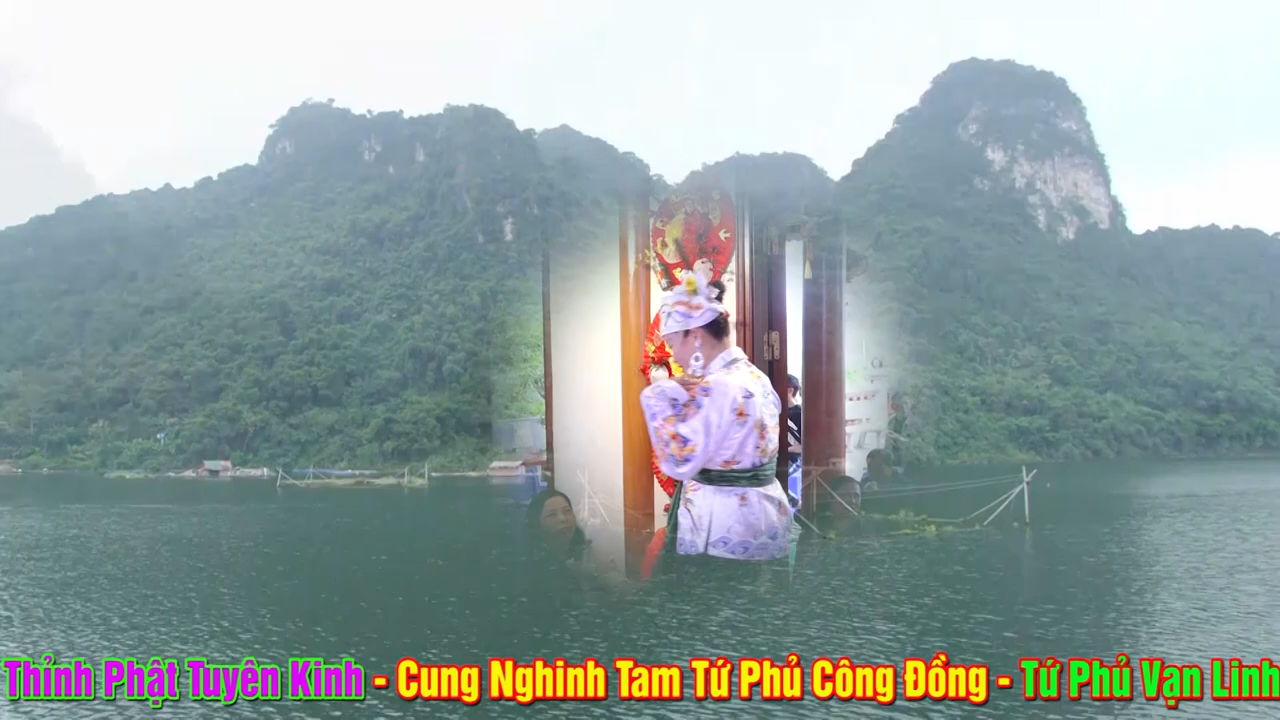 Thỉnh Phật Tuyên Kinh - Cung Nghinh Tam Tứ Phủ Công Đồng - Tứ Phủ Vạn Linh